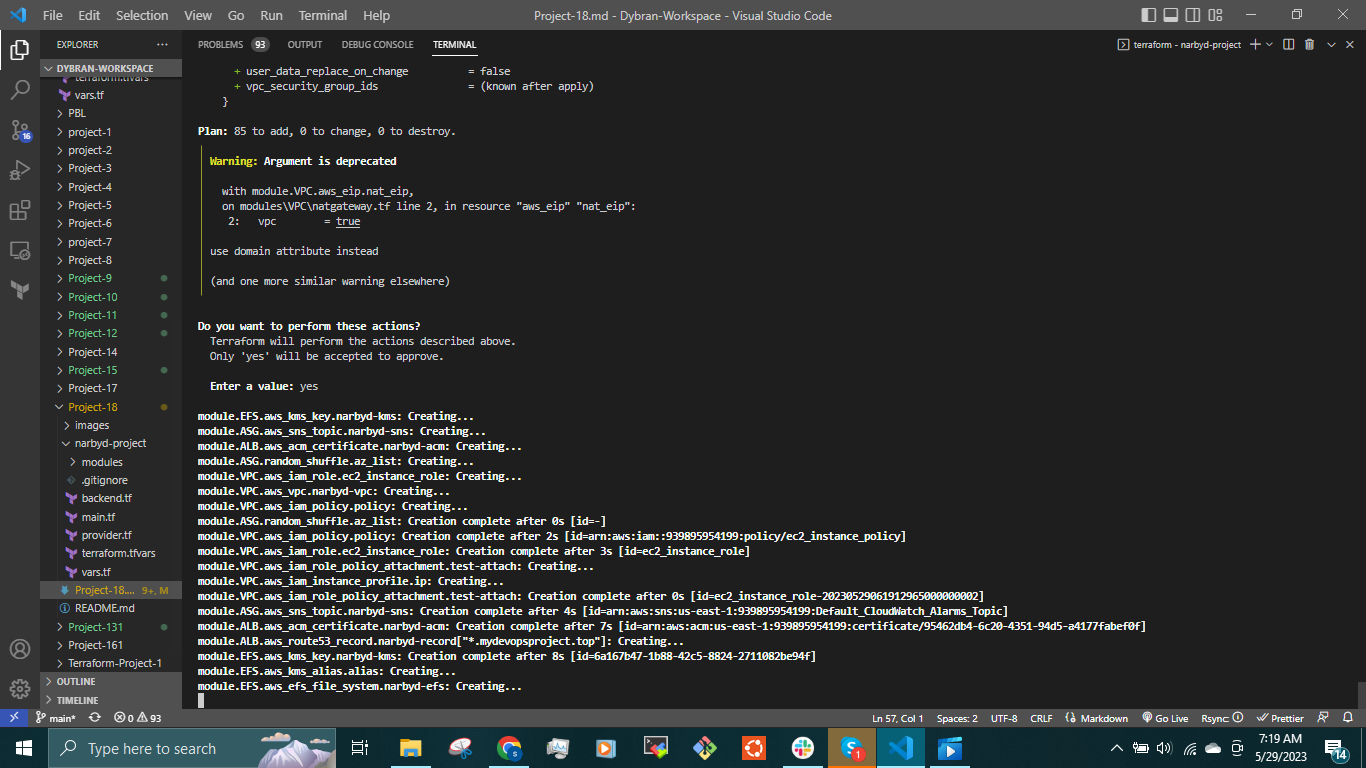 File Edit Selection View Go Run Terminal Help
Project-18.md - Dybran-Workspace - Visual Studio Code
EXPLORER
DYBRAN-WORKSPACE
terraform.tfvars
vars.tf
PBL
project-1
project-2
Project-3
Project-4
Project-5
Project-6
project-7
Project-8
Project-9
Project-10
Project-11
Project-12
Project-14
Project-15
Project-17
Project-18
images
narbyd-project
modules
.gitignore
backend.tf
main.tf
provider.tf
terraform.tfvars
vars.tf
Project-18.... 9+, M
README.md
Project-131
Project-161
Terraform-Project-1
OUTLINE
TIMELINE
16
PROBLEMS 93 OUTPUT DEBUG CONSOLE TERMINAL
terraform - narbyd-project
+ user_data_replace_on_change = false
+ vpc_security_group_ids = (known after apply)
}
Plan: 85 to add, 0 to change, 0 to destroy.
Warning: Argument is deprecated
with module.VPC.aws_eip.nat_eip,
on modules\VPC\natgateway.tf line 2, in resource "aws_eip" "nat_eip":
2: vpc = true
use domain attribute instead
(and one more similar warning elsewhere)
Do you want to perform these actions?
Terraform will perform the actions described above.
Only 'yes' will be accepted to approve.
Enter a value: yes
module.EFS.aws_kms_key.narbyd-kms: Creating...
module.ASG.aws_sns_topic.narbyd-sns: Creating...
module.ALB.aws_acm_certificate.narbyd-acm: Creating...
module.ASG.random_shuffle.az_list: Creating...
module.VPC.aws_iam_role.ec2_instance_role: Creating...
module.VPC.aws_vpc.narbyd-vpc: Creating...
module.VPC.aws_iam_policy.policy: Creating...
module.ASG.random_shuffle.az_list: Creation complete after 0s [id=-]
module.VPC.aws_iam_policy.policy: Creation complete after 2s [id=arn:aws:iam::939895954199:policy/ec2_instance_policy]
module.VPC.aws_iam_role.ec2_instance_role: Creation complete after 3s [id=ec2_instance_role]
module.VPC.aws_iam_role_policy_attachment.test-attach: Creating...
module.VPC.aws_iam_instance_profile.ip: Creating...
module.VPC.aws_iam_role_policy_attachment.test-attach: Creation complete after 0s [id=ec2_instance_role-20230529061912965000000002]
module.ASG.aws_sns_topic.narbyd-sns: Creation complete after 4s [id=arn:aws:sns:us-east-1:939895954199:Default_CloudWatch_Alarms_Topic]
module.ALB.aws_acm_certificate.narbyd-acm: Creation complete after 7s [id=arn:aws:acm:us-east-1:939895954199:certificate/95462db4-6c20-4351-94d5-a4177fabef0f]
module.ALB.aws_route53_record.narbyd-record["*.mydevopsproject.top"]: Creating...
module.EFS.aws_kms_key.narbyd-kms: Creation complete after 8s [id=6a167b47-1b88-42c5-8824-2711082be94f]
module.EFS.aws_kms_alias.alias: Creating...
module.EFS.aws_efs_file_system.narbyd-efs: Creating...
main* 0 93
Ln 57, Col 1 Spaces: 2 UTF-8 CRLF Markdown Go Live Rsync: Prettier
Type here to search
1
7:19 AM
5/29/2023
14